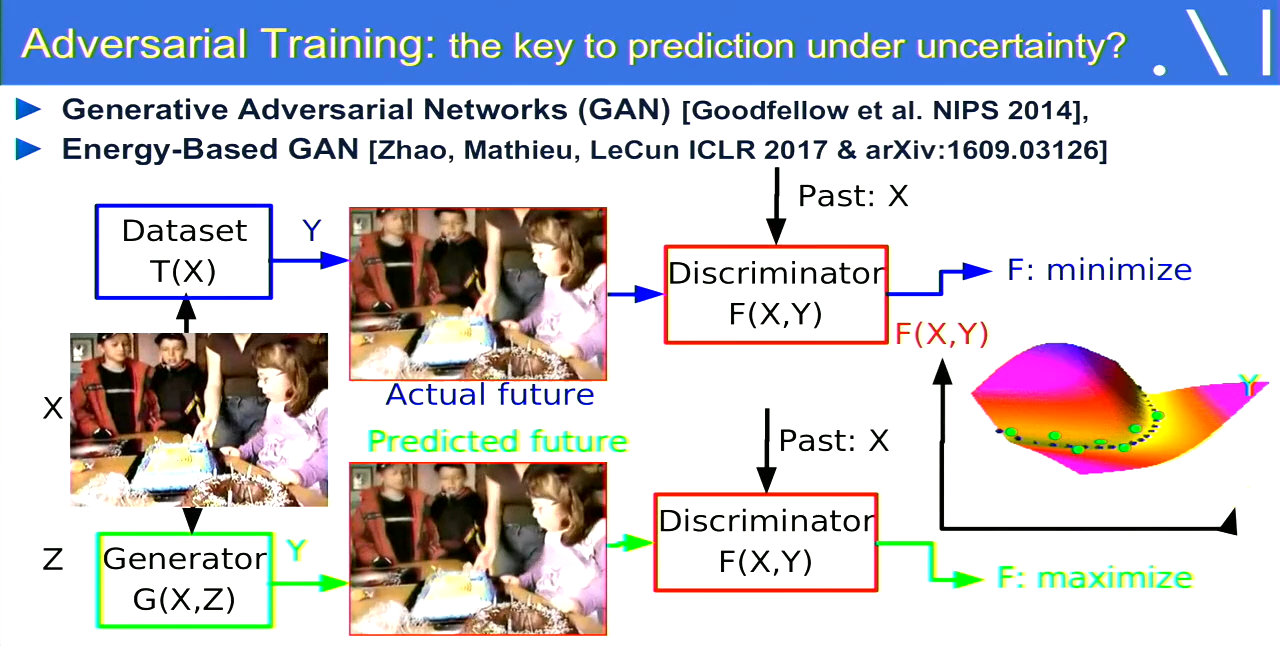 Adversarial Training: the key to prediction under uncertainty?
Generative Adversarial Networks (GAN) [Goodfellow et al. NIPS 2014],
Energy-Based GAN [Zhao, Mathieu, LeCun ICLR 2017 & arXiv:1609.03126]
Past: X
Dataset
T(X)
Y
Discriminator
F(X,Y)
F: minimize
F(X,Y)
Y
X
Actual future
Predicted future
Past: X
Z
Generator
G(X,Z)
Y
Discriminator
F(X,Y)
F: maximize